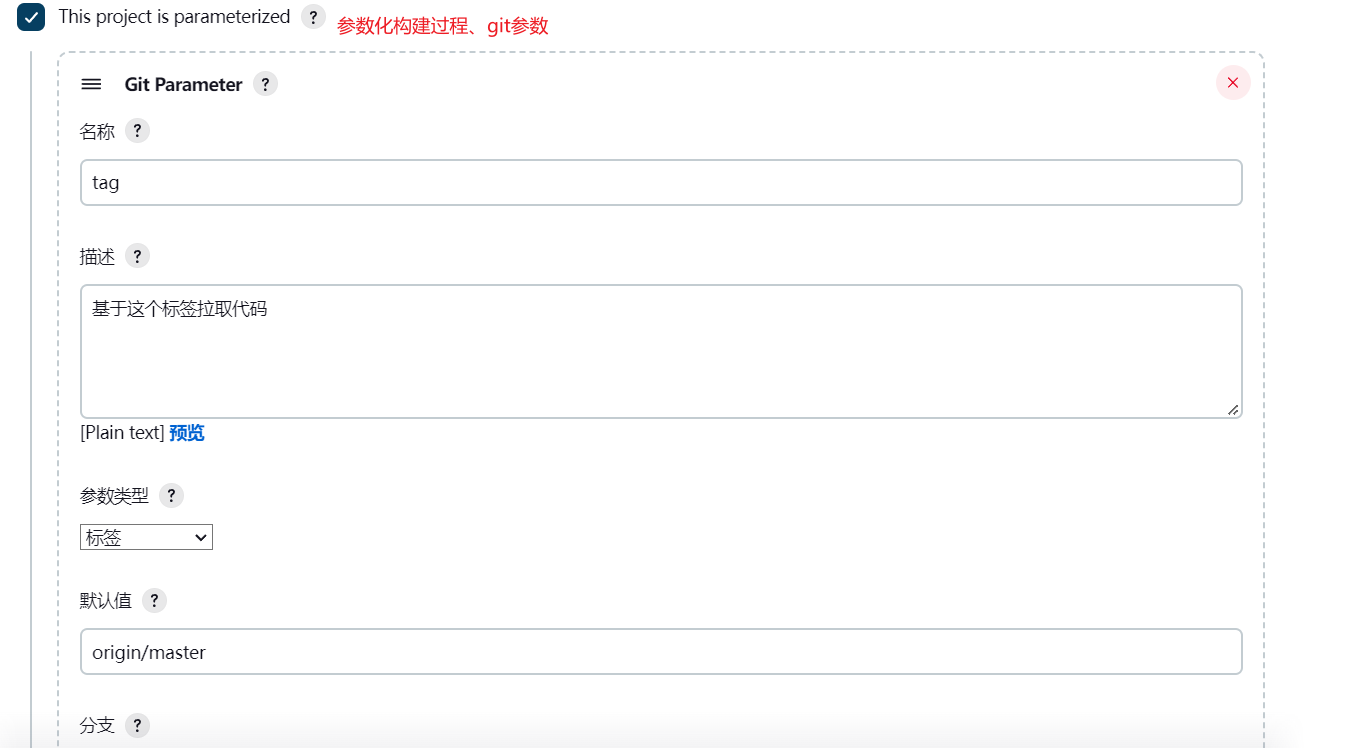 This project is parameterized ? 参数化构建过程、git参数
Git Parameter ?
名称 ?
tag
描述 ?
基于这个标签拉取代码
[Plain text] 预览
参数类型 ?
标签
默认值 ?
origin/master
分支 ?